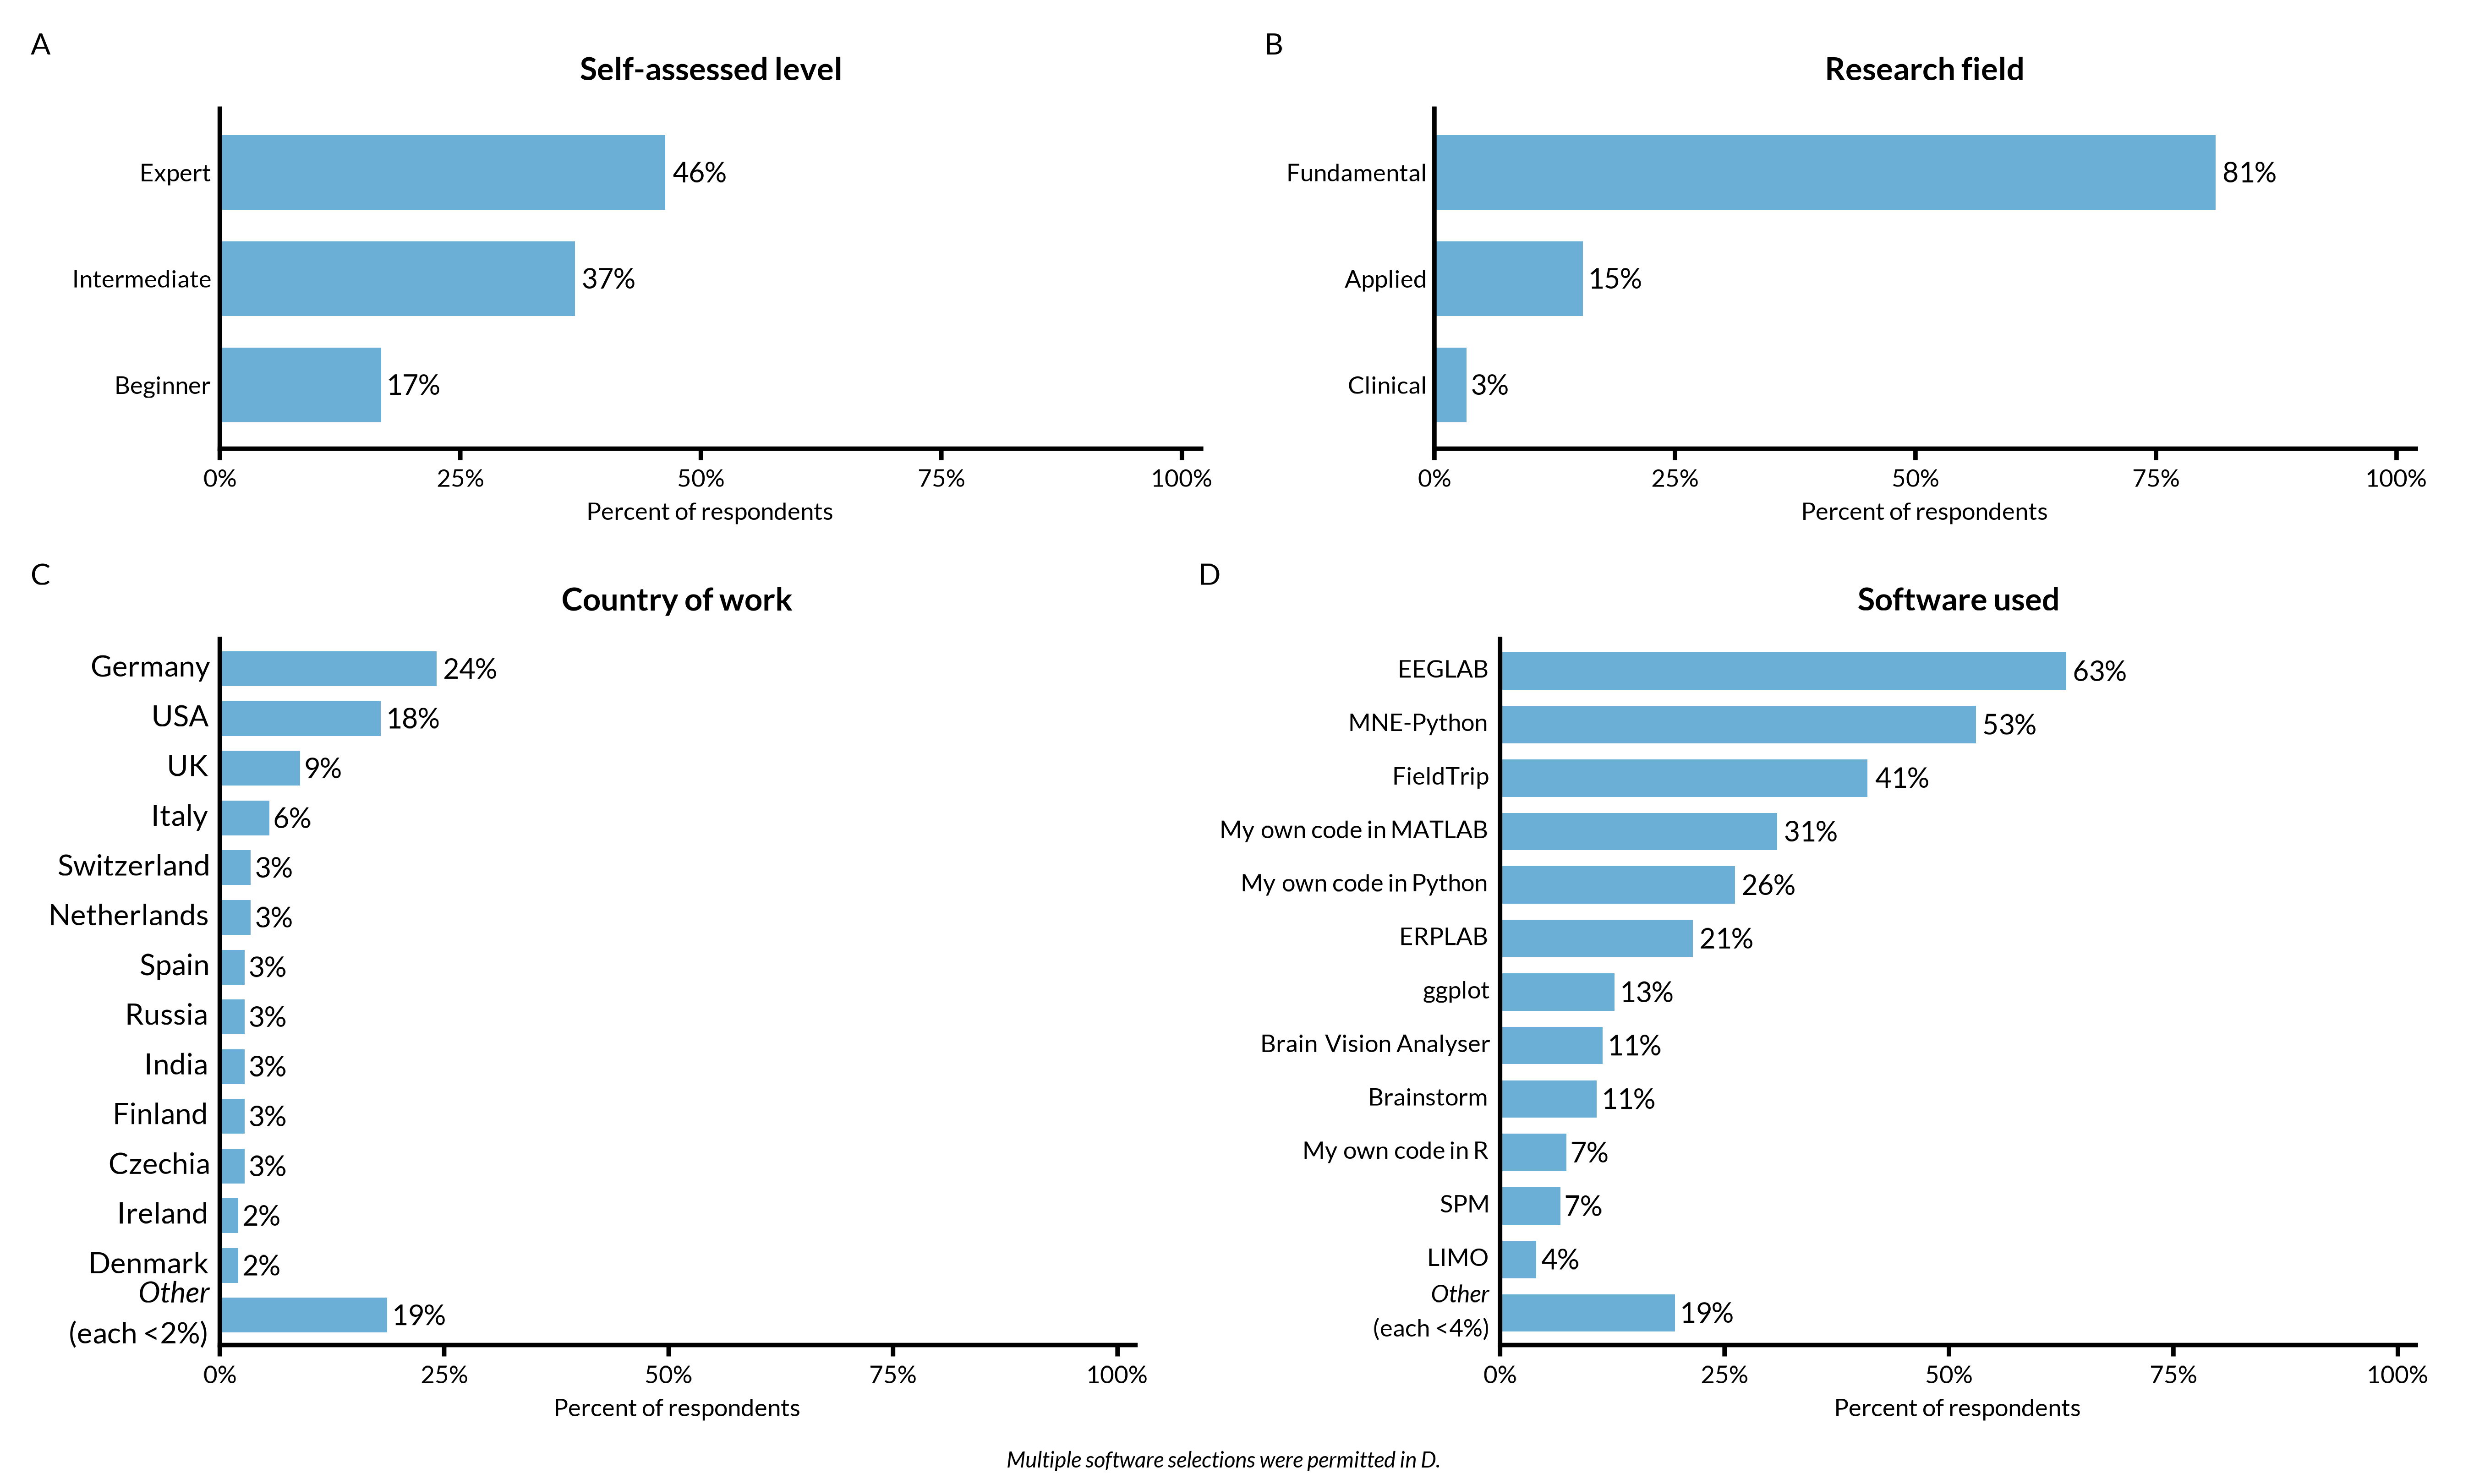 A
Self-assessed level
Expert 46%
Intermediate 37%
Beginner 17%
0% 25% 50% 75% 100%
Percent of respondents
B
Research field
Fundamental 81%
Applied 15%
Clinical 3%
0% 25% 50% 75% 100%
Percent of respondents
C
Country of work
Germany 24%
USA 18%
UK 9%
Italy 6%
Switzerland 3%
Netherlands 3%
Spain 3%
Russia 3%
India 3%
Finland 3%
Czechia 3%
Ireland 2%
Denmark 2%
Other
(each <2%) 19%
0% 25% 50% 75% 100%
Percent of respondents
D
Software used
EEGLAB 63%
MNE-Python 53%
FieldTrip 41%
My own code in MATLAB 31%
My own code in Python 26%
ERPLAB 21%
ggplot 13%
Brain Vision Analyser 11%
Brainstorm 11%
My own code in R 7%
SPM 7%
LIMO 4%
Other
(each <4%) 19%
0% 25% 50% 75% 100%
Percent of respondents
Multiple software selections were permitted in D.